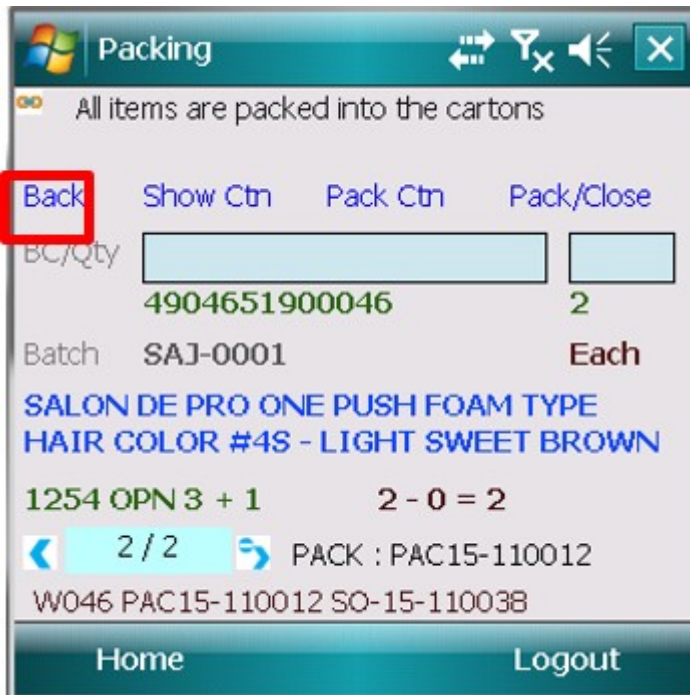 Packing
All items are packed into the cartons
Back Show Ctn Pack Ctn Pack/Close
BC/Qty
4904651900046 2
Batch SAJ-0001 Each
SALON DE PRO ONE PUSH FOAM TYPE
HAIR COLOR #4S - LIGHT SWEET BROWN
1254 OPN 3 + 1 2 - 0 = 2
2 / 2 PACK : PAC15-110012
W046 PAC15-110012 SO-15-110038
Home Logout